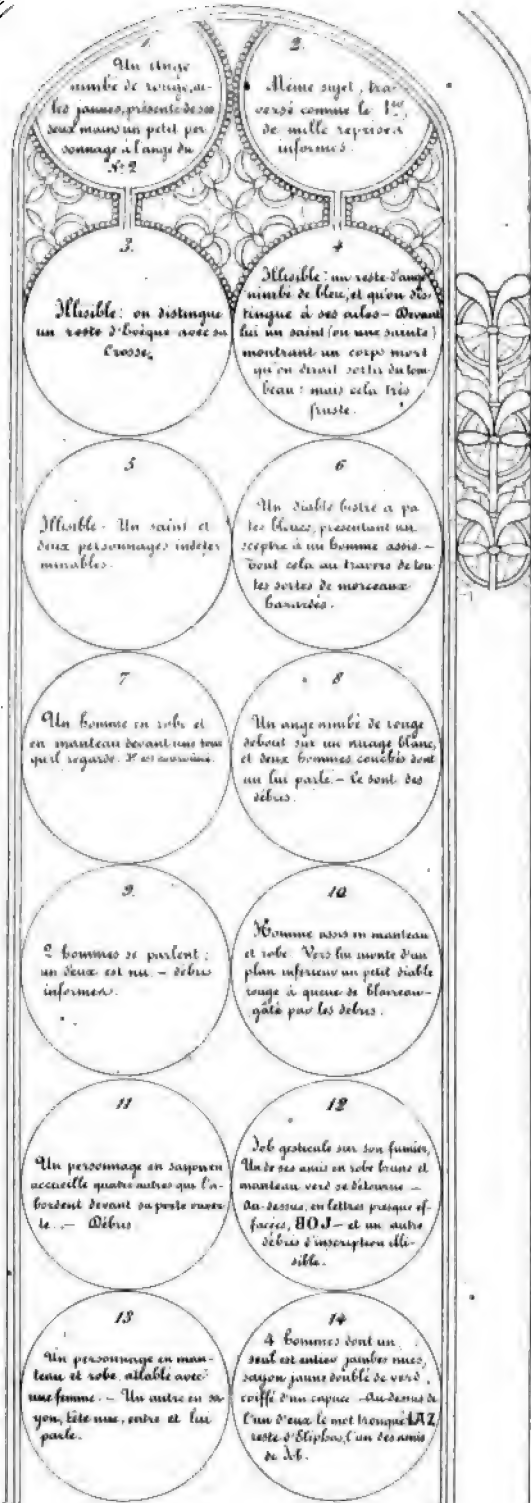 1.
Un Ange
nimbé de rouge, ai-
les jaunes, présente de ses
deux mains un petit per-
sonnage à l'ange du
N° 2
2.
Même sujet, tra-
versé comme le 1er
de mille reprises
informes.
3.
Illisible: on distingue
un reste d'évêque avec sa
Crosse.
4
Illisible: un reste d'ange
nimbé de bleu, et qu'on dis-
tingue à ses ailes – Devant
lui un saint (ou une sainte)
montrant un corps mort
qu'on dirait sortir du tom-
beau: mais cela très
fruste.
5
Illisible – Un saint et
deux personnages indéter
minables.
6
Un diable bistre a pa
tes bleues, présentant un
sceptre à un homme assis. –
Tout cela au travers de tou
tes sortes de morceaux
hasardés.
7
Un homme en robe et
en manteau devant une tour
qu'il regarde.
8
Un ange nimbé de rouge
debout sur un nuage blanc,
et deux hommes couchés dont
un lui parle. – Ce sont des
débris.
9.
2 hommes se parlent;
un deux est nu. – débris
informes.
10
Homme assis en manteau
et robe. Vers lui monte d'un
plan inférieur un petit diable
rouge à queue de blaireau –
gâté par les débris.
11
Un personnage en sayon en
accueille quatre autres qui l'a-
bordent devant sa porte ouver-
te. – Débris
12
Job gesticule sur son fumier,
Un de ses amis en robe brune et
manteau verd se détourne –
Au-dessus, en lettres presque ef-
facées, BOJ – et un autre
débris d'inscription illi-
sible.
13
Un personnage en man-
teau et robe, attablé avec
une femme. – Un autre en sa
yon, tête nue, entre et lui
parle.
14
4 hommes dont un
seul est entier jambes nues,
sayon jaune doublé de verd,
coiffé d'un capuce – Au-dessus de
l'un d'eux le mot tronqué LAZ
reste d'Eliphas, l'un des amis
de Job.